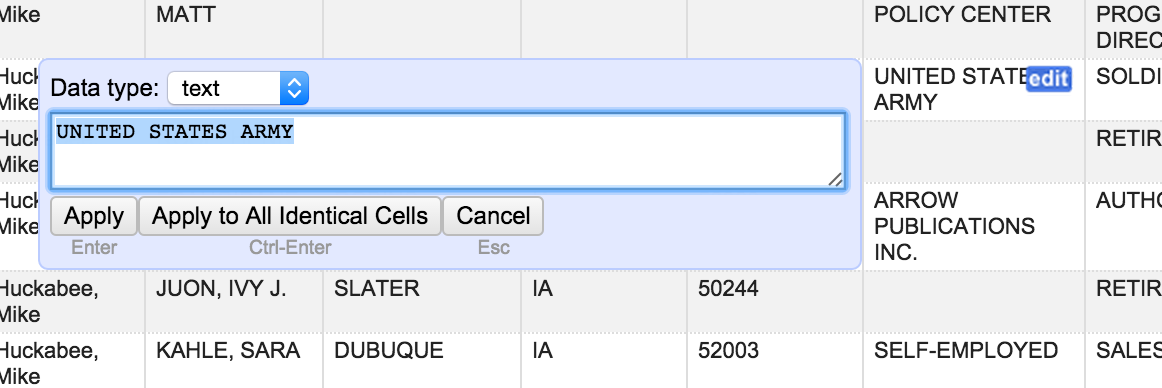 Mike MATT POLICY CENTER PROG
DIREC
Huck
Mike
Data type: text
UNITED STATES ARMY
Apply Apply to All Identical Cells Cancel
Enter Ctrl-Enter Esc
UNITED STATE edit SOLDI
ARMY
Huck RETIR
Mike
Huck ARROW AUTHO
Mike PUBLICATIONS
INC.
Huckabee, JUON, IVY J. SLATER IA 50244 RETIR
Mike
Huckabee, KAHLE, SARA DUBUQUE IA 52003 SELF-EMPLOYED SALES
Mike